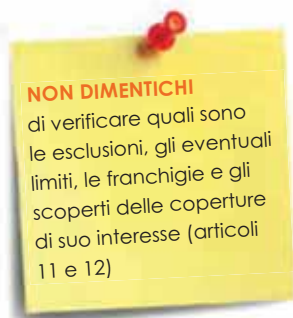 NON DIMENTICHI
di verificare quali sono
le esclusioni, gli eventuali
limiti, le franchigie e gli
scoperti delle coperture
di suo interesse (articoli
11 e 12)